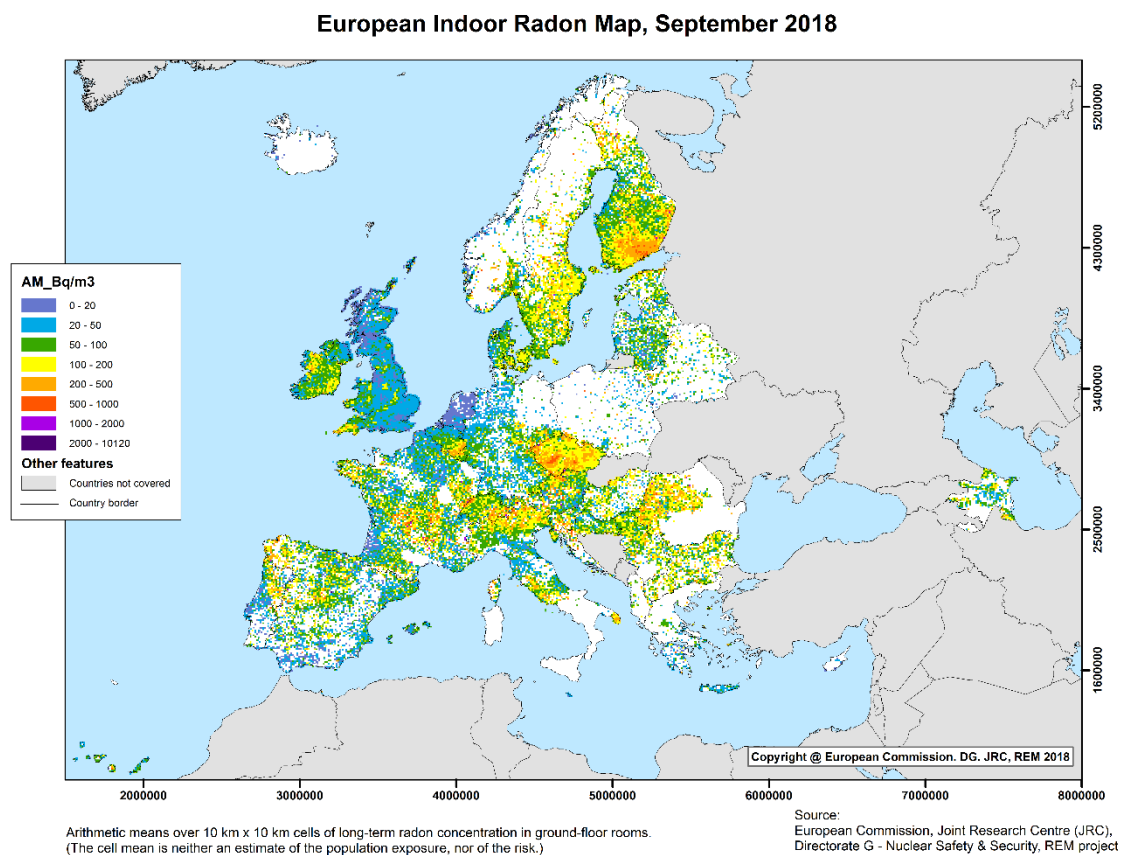 European Indoor Radon Map, September 2018
5200000
4300000
3400000
2500000
1600000
AM_Bq/m3
0 - 20
20 - 50
50 - 100
100 - 200
200 - 500
500 - 1000
1000 - 2000
2000 - 10120
Other features
Countries not covered
Country border
Copyright @ European Commission. DG. JRC, REM 2018
2000000 3000000 4000000 5000000 6000000 7000000 8000000
Arithmetic means over 10 km x 10 km cells of long-term radon concentration in ground-floor rooms.
(The cell mean is neither an estimate of the population exposure, nor of the risk.)
Source:
European Commission, Joint Research Centre (JRC),
Directorate G - Nuclear Safety & Security, REM project